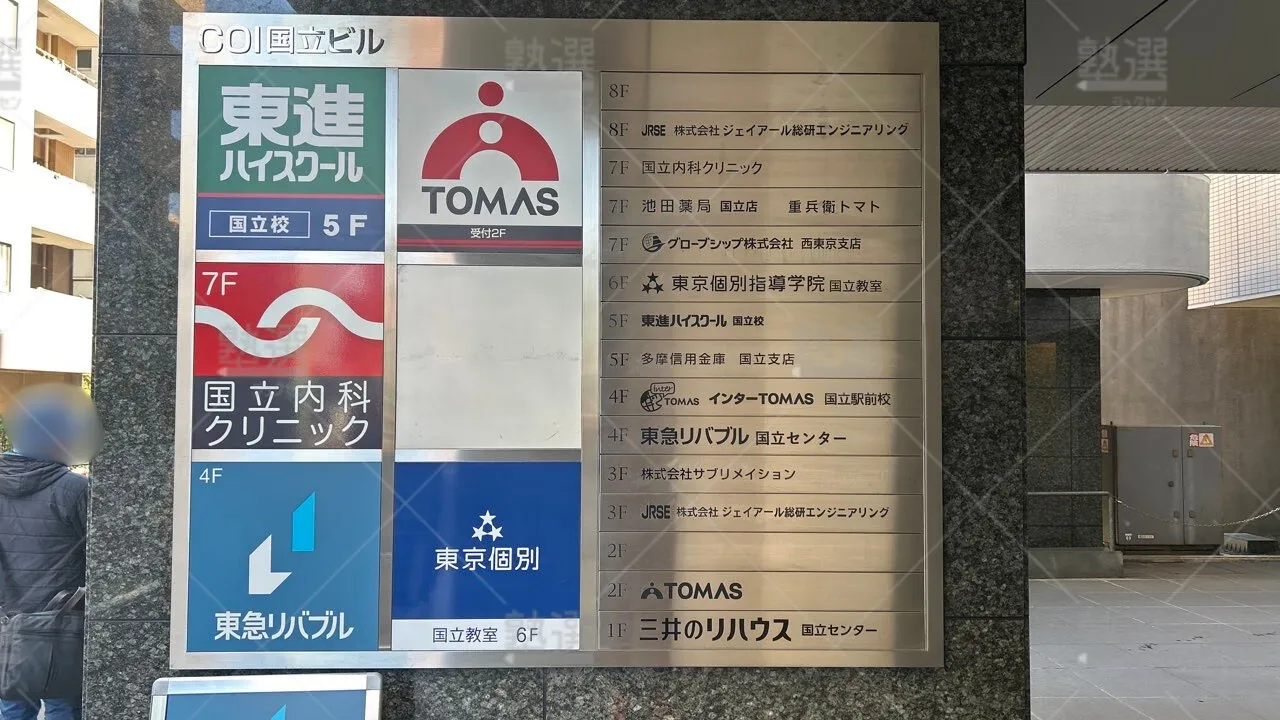 COI国立ビル
東進
ハイスクール
国立校 5F
TOMAS
受付2F
7F
国立内科
クリニック
4F
東急リバブル
東京個別
国立教室 6F
8F
8F JRSE 株式会社 ジェイアール総研エンジニアリング
7F 国立内科クリニック
7F 池田薬局 国立店 重兵衛トマト
7F グローブシップ株式会社 西東京支店
6F 東京個別指導学院 国立教室
5F 東進ハイスクール 国立校
5F 多摩信用金庫 国立支店
4F TOMAS インターTOMAS 国立駅前校
4F 東急リバブル 国立センター
3F 株式会社サブリメイション
3F JRSE 株式会社 ジェイアール総研エンジニアリング
2F
2F TOMAS
1F 三井のリハウス 国立センター
塾選
塾選
塾選
塾選